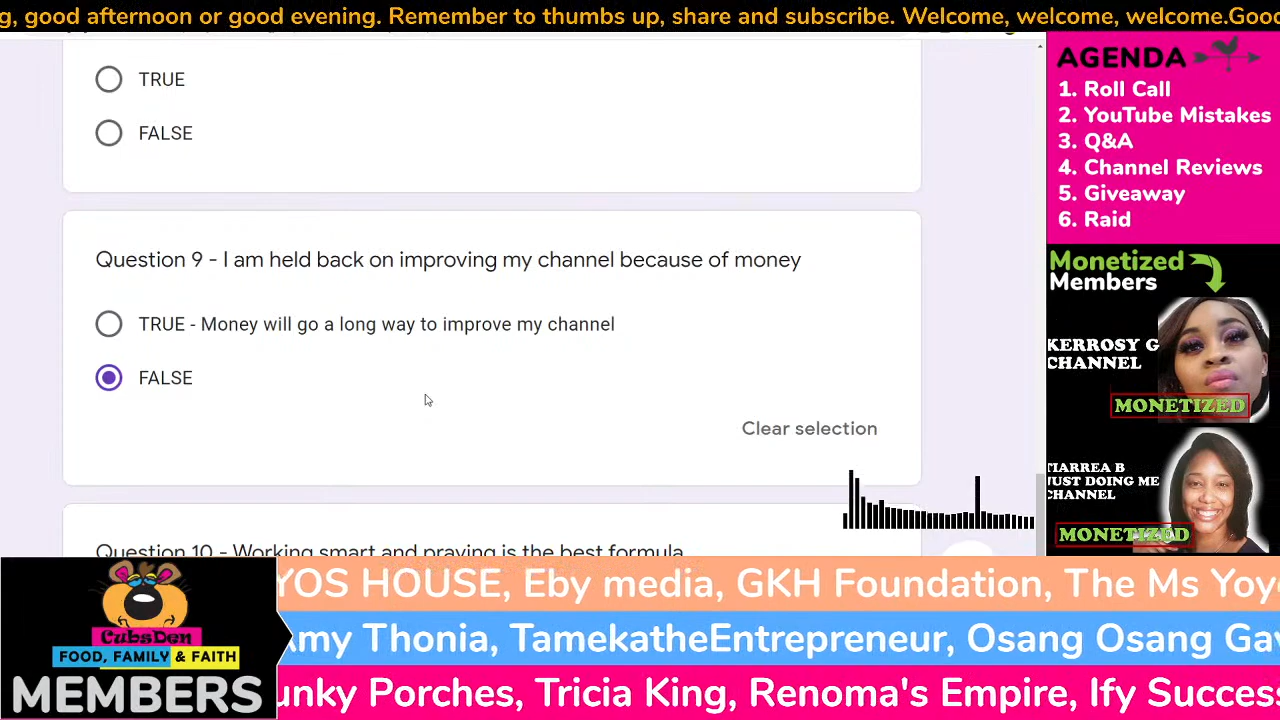 g, good afternoon or good evening. Remember to thumbs up, share and subscribe. Welcome, welcome, welcome.Good
TRUE
FALSE
Question 9 - I am held back on improving my channel because of money
TRUE - Money will go a long way to improve my channel
FALSE
Clear selection
Question 10 - Working smart and praying is the best formula
AGENDA
1. Roll Call
2. YouTube Mistakes
3. Q&A
4. Channel Reviews
5. Giveaway
6. Raid
Monetized
Members
KERROSY G
CHANNEL
MONETIZED
TIARREA B
JUST DOING ME
CHANNEL
MONETIZED
CubsDen
FOOD, FAMILY & FAITH
MEMBERS
YOS HOUSE, Eby media, GKH Foundation, The Ms Yoy
Amy Thonia, TamekatheEntrepreneur, Osang Osang Ga
unky Porches, Tricia King, Renoma's Empire, Ify Success